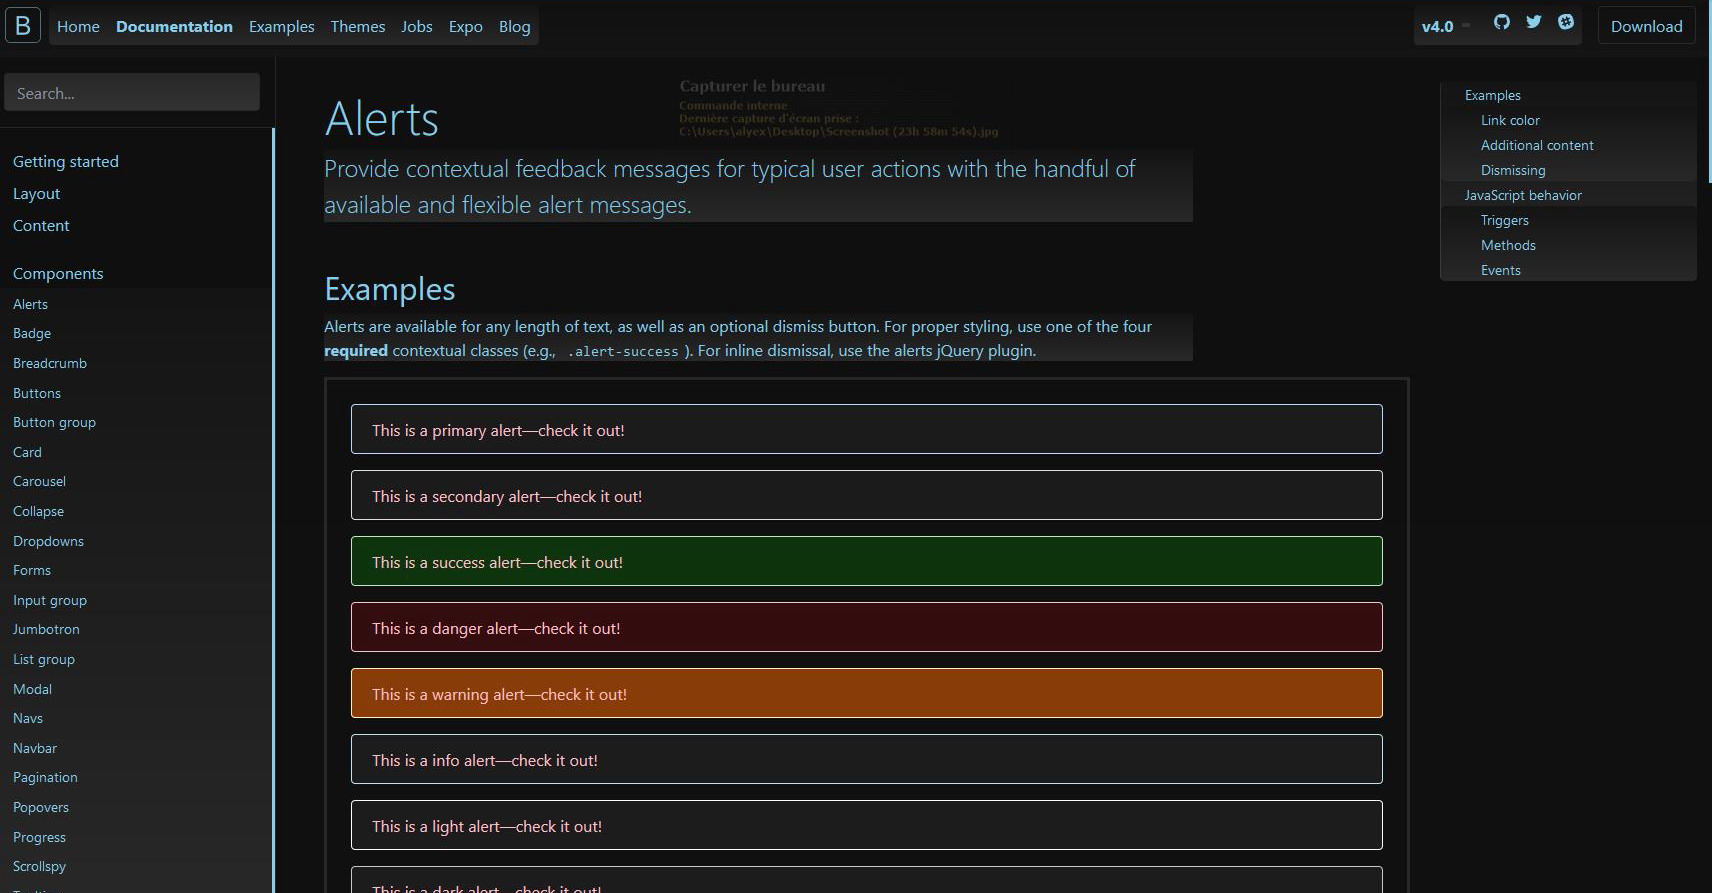 B
Home Documentation Examples Themes Jobs Expo Blog
v4.0
Download
Search...
Getting started
Layout
Content
Components
Alerts
Badge
Breadcrumb
Buttons
Button group
Card
Carousel
Collapse
Dropdowns
Forms
Input group
Jumbotron
List group
Modal
Navs
Navbar
Pagination
Popovers
Progress
Scrollspy
Capturer le bureau
Commande interne
Dernière capture d'écran prise :
C:\Users\alyex\Desktop\Screenshot (23h 58m 54s).jpg
Alerts
Provide contextual feedback messages for typical user actions with the handful of
available and flexible alert messages.
Examples
Alerts are available for any length of text, as well as an optional dismiss button. For proper styling, use one of the four
required contextual classes (e.g., .alert-success ). For inline dismissal, use the alerts jQuery plugin.
This is a primary alert—check it out!
This is a secondary alert—check it out!
This is a success alert—check it out!
This is a danger alert—check it out!
This is a warning alert—check it out!
This is a info alert—check it out!
This is a light alert—check it out!
This is a dark alert—check it out!
Examples
Link color
Additional content
Dismissing
JavaScript behavior
Triggers
Methods
Events